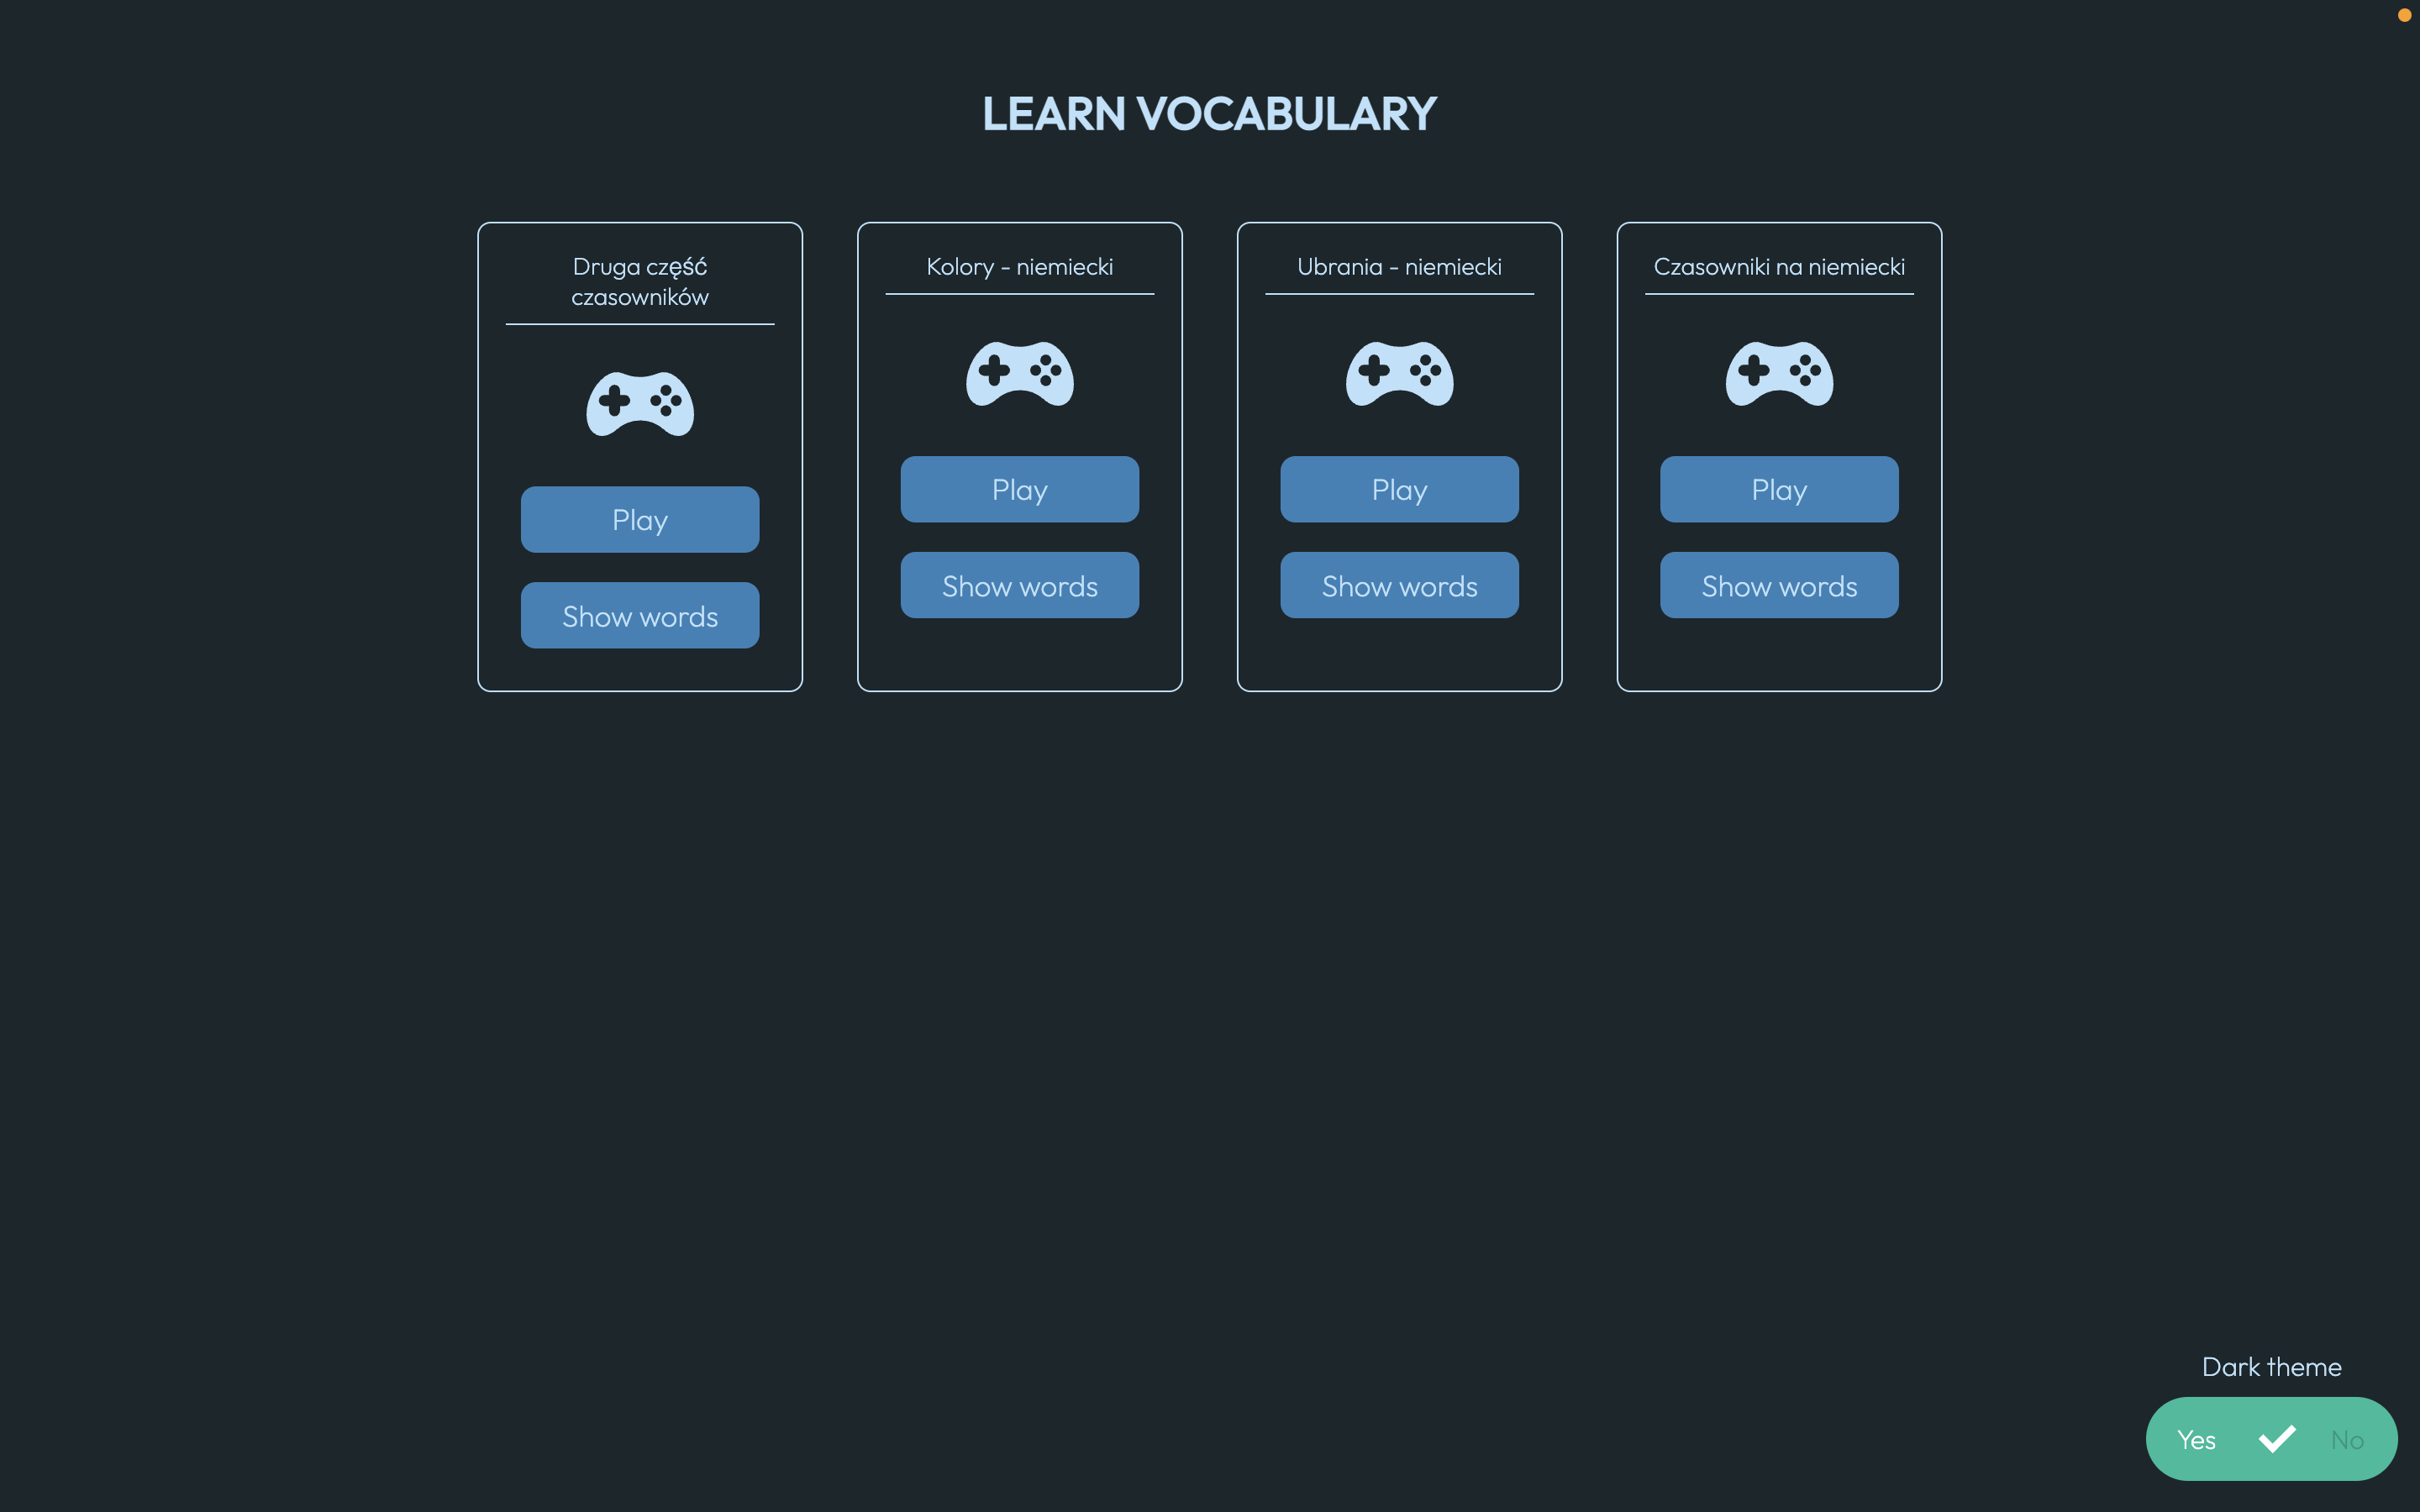 LEARN VOCABULARY
Druga część
czasowników
Play
Show words
Kolory - niemiecki
Play
Show words
Ubrania - niemiecki
Play
Show words
Czasowniki na niemiecki
Play
Show words
Dark theme
Yes No